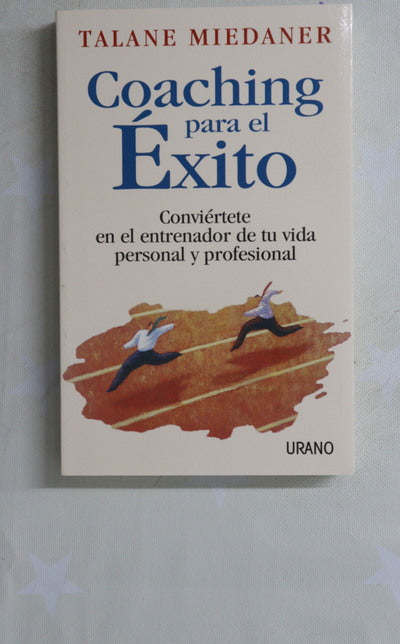 TALANE MIEDANER
Coaching
para el
Éxito
Conviértete
en el entrenador de tu vida
personal y profesional
URANO